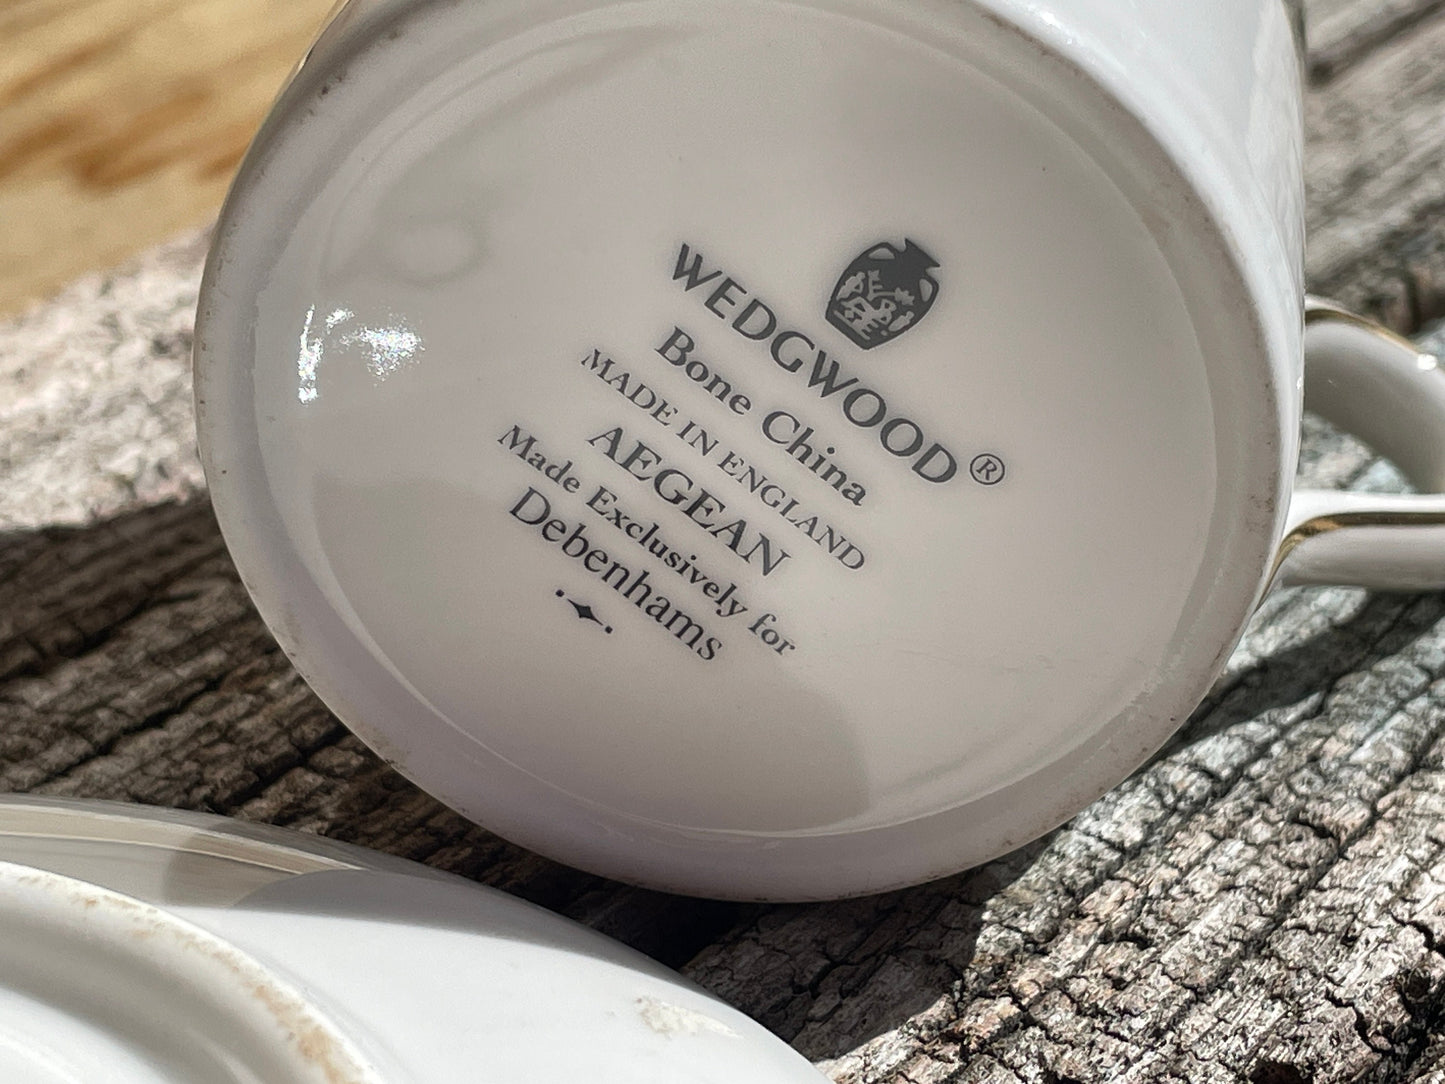 WEDGWOOD®
Bone China
MADE IN ENGLAND
AEGEAN
Made Exclusively for
Debenhams